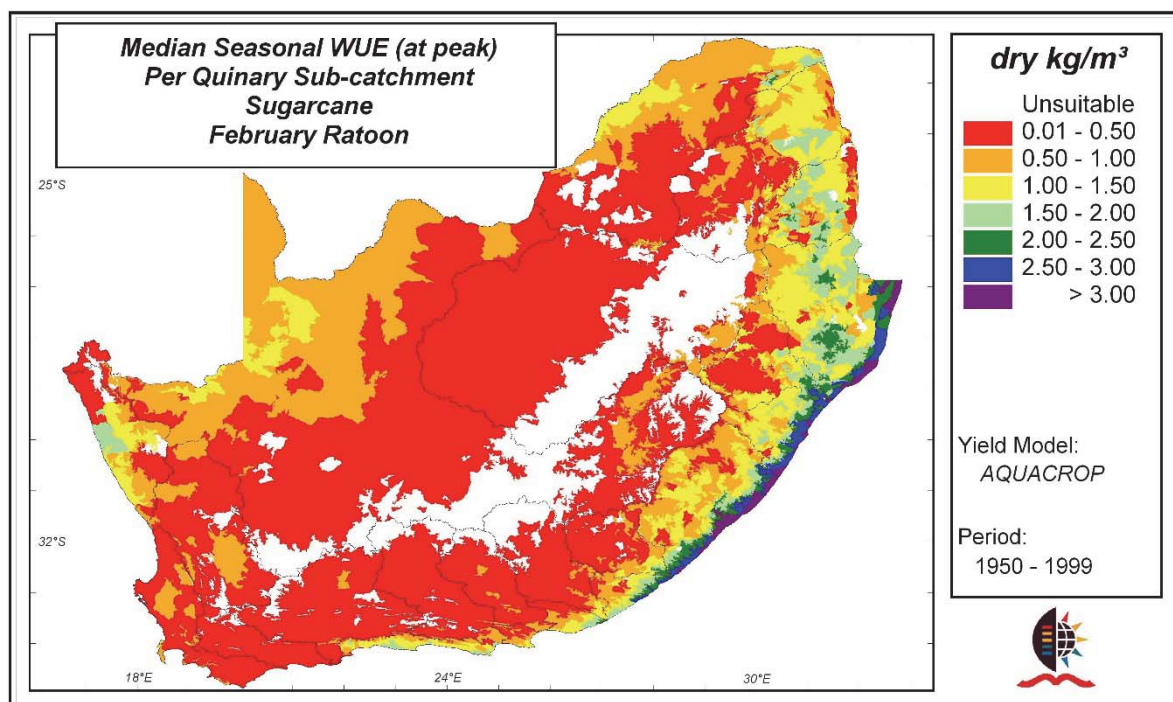 Median Seasonal WUE (at peak)
Per Quinary Sub-catchment
Sugarcane
February Ratoon
dry kg/m³
Unsuitable
0.01 - 0.50
0.50 - 1.00
1.00 - 1.50
1.50 - 2.00
2.00 - 2.50
2.50 - 3.00
> 3.00
Yield Model:
AQUACROP
Period:
1950 - 1999
25°S
32°S
18°E
24°E
30°E